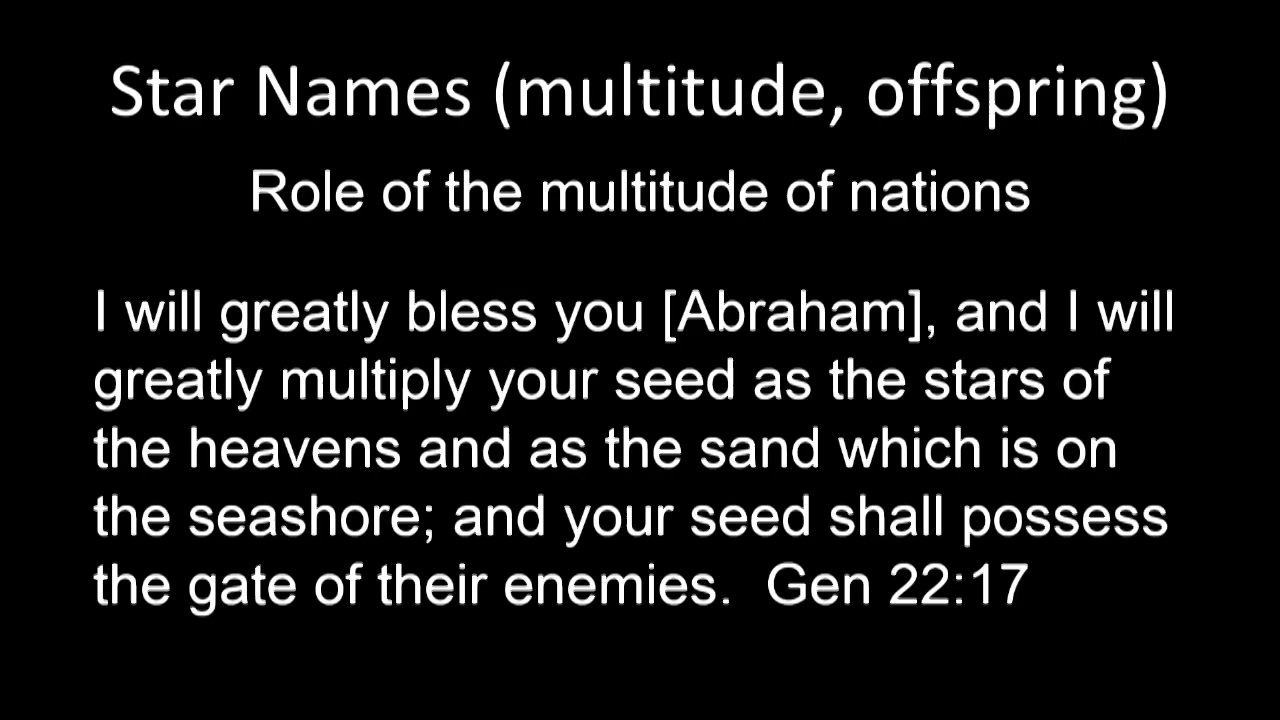 Star Names (multitude, offspring)
Role of the multitude of nations
I will greatly bless you [Abraham], and I will
greatly multiply your seed as the stars of
the heavens and as the sand which is on
the seashore; and your seed shall possess
the gate of their enemies.  Gen 22:17